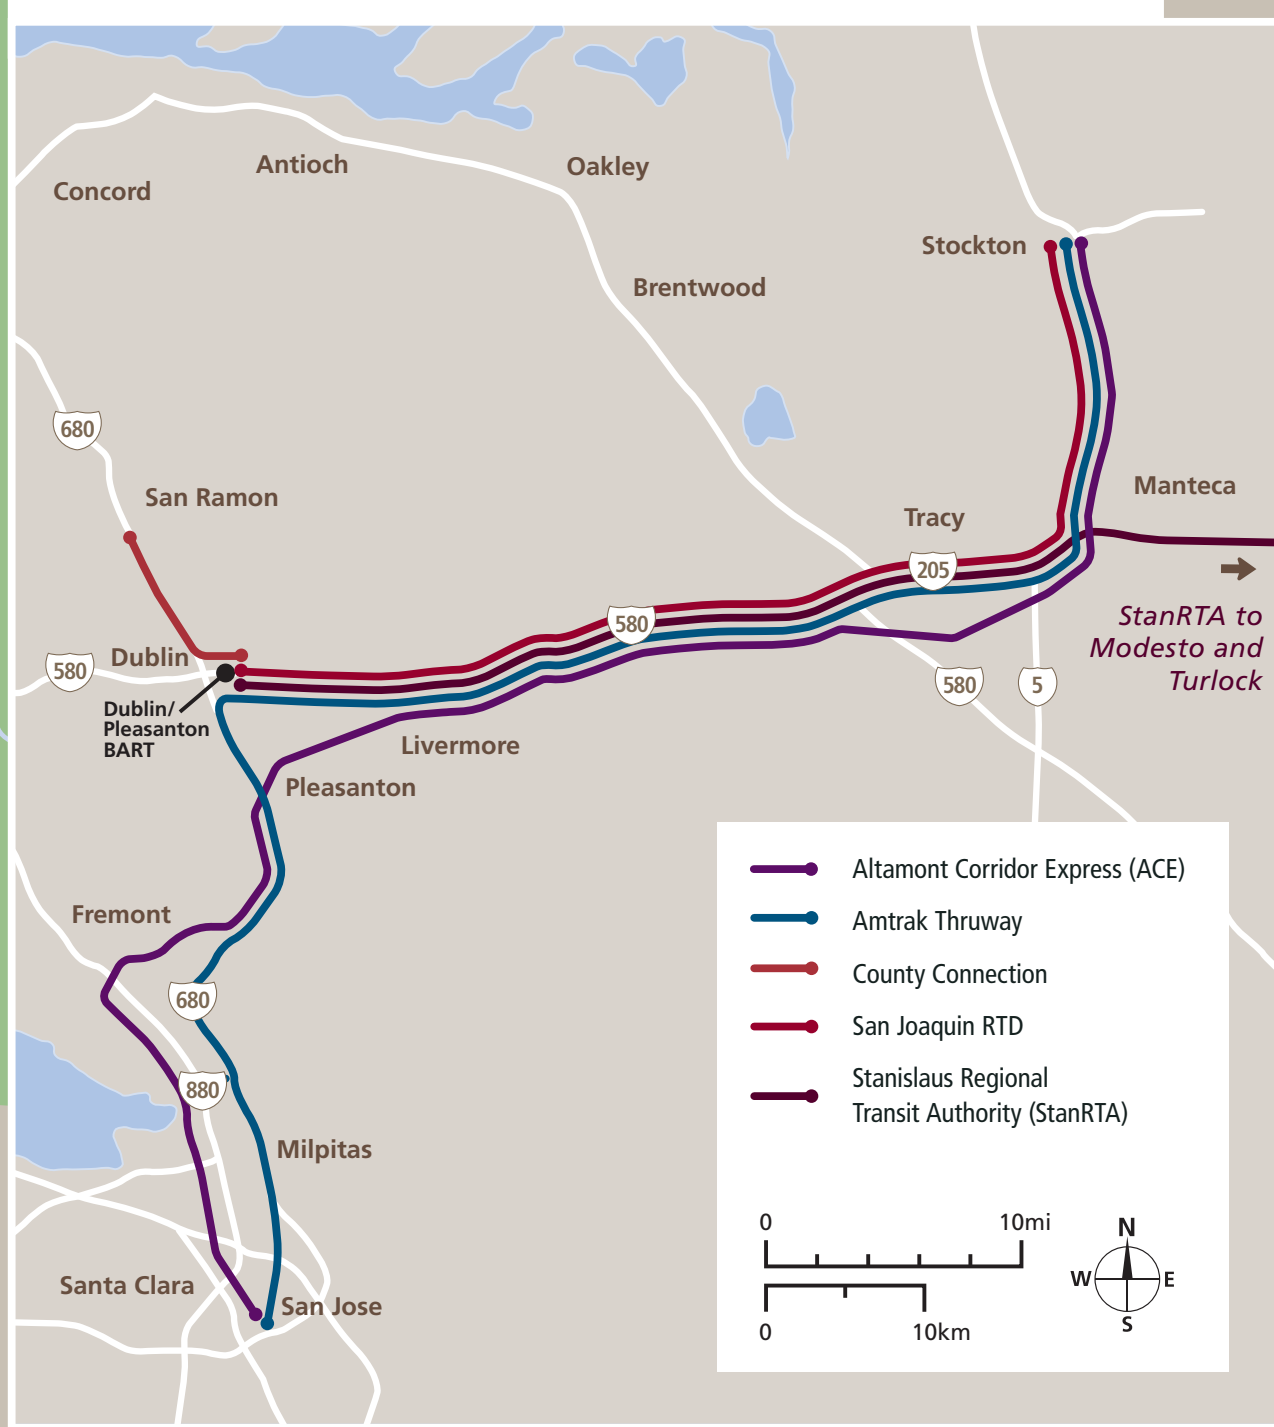 Antioch
Oakley
Concord
Stockton
Brentwood
680
Manteca
San Ramon
Tracy
205
StanRTA to
Modesto and
Turlock
580
Dublin
580
580
5
Dublin/
Pleasanton
BART
Livermore
Pleasanton
Fremont
680
880
Milpitas
Santa Clara
San Jose
Altamont Corridor Express (ACE)
Amtrak Thruway
County Connection
San Joaquin RTD
Stanislaus Regional
Transit Authority (StanRTA)
0 10mi
0 10km
N
W E
S